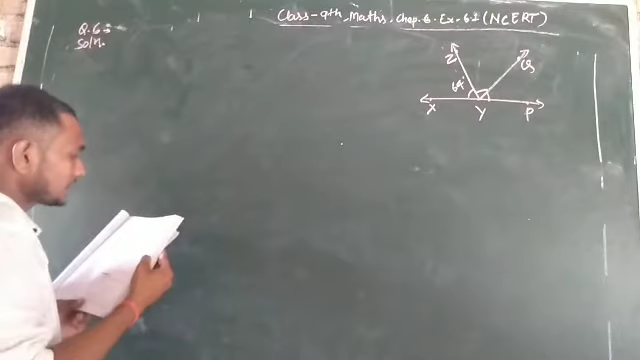 Class-9th, Maths, Chap. 6. Ex-6.1 (NCERT)
Q.6:
Soln.
Z
Q
64°
X
Y
P